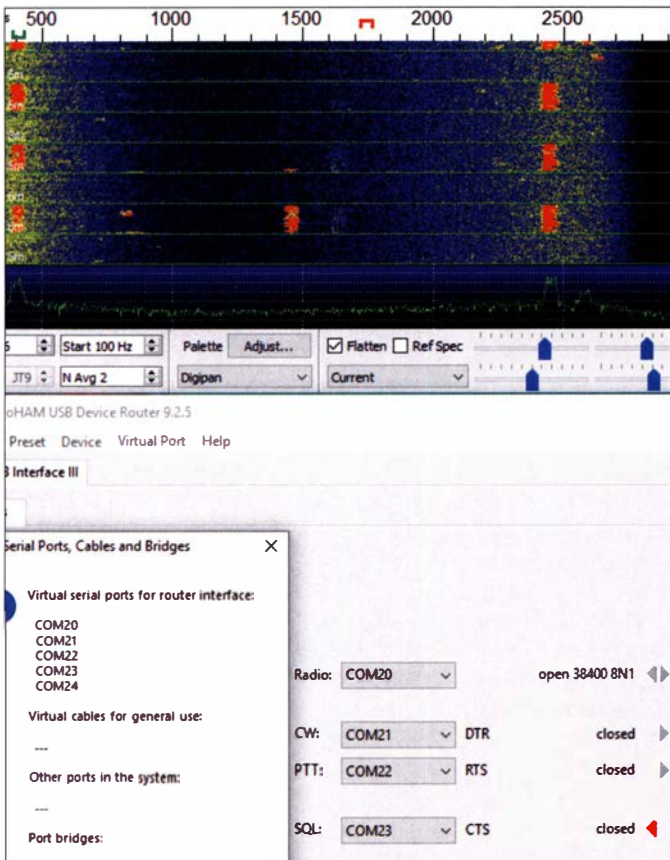 s 500 1000 1500 2000 2500
5 Start 100 Hz Palette Adjust... Flatten Ref Spec
JT9 N Avg 2 Digipan Current
oHAM USB Device Router 9.2.5
Preset Device Virtual Port Help
B Interface III
s
Serial Ports, Cables and Bridges
Virtual serial ports for router interface:
COM20
COM21
COM22
COM23
COM24
Radio: COM20 open 38400 8N1
Virtual cables for general use:
---
CW: COM21 DTR closed
PTT: COM22 RTS closed
Other ports in the system:
---
SQL: COM23 CTS closed
Port bridges: